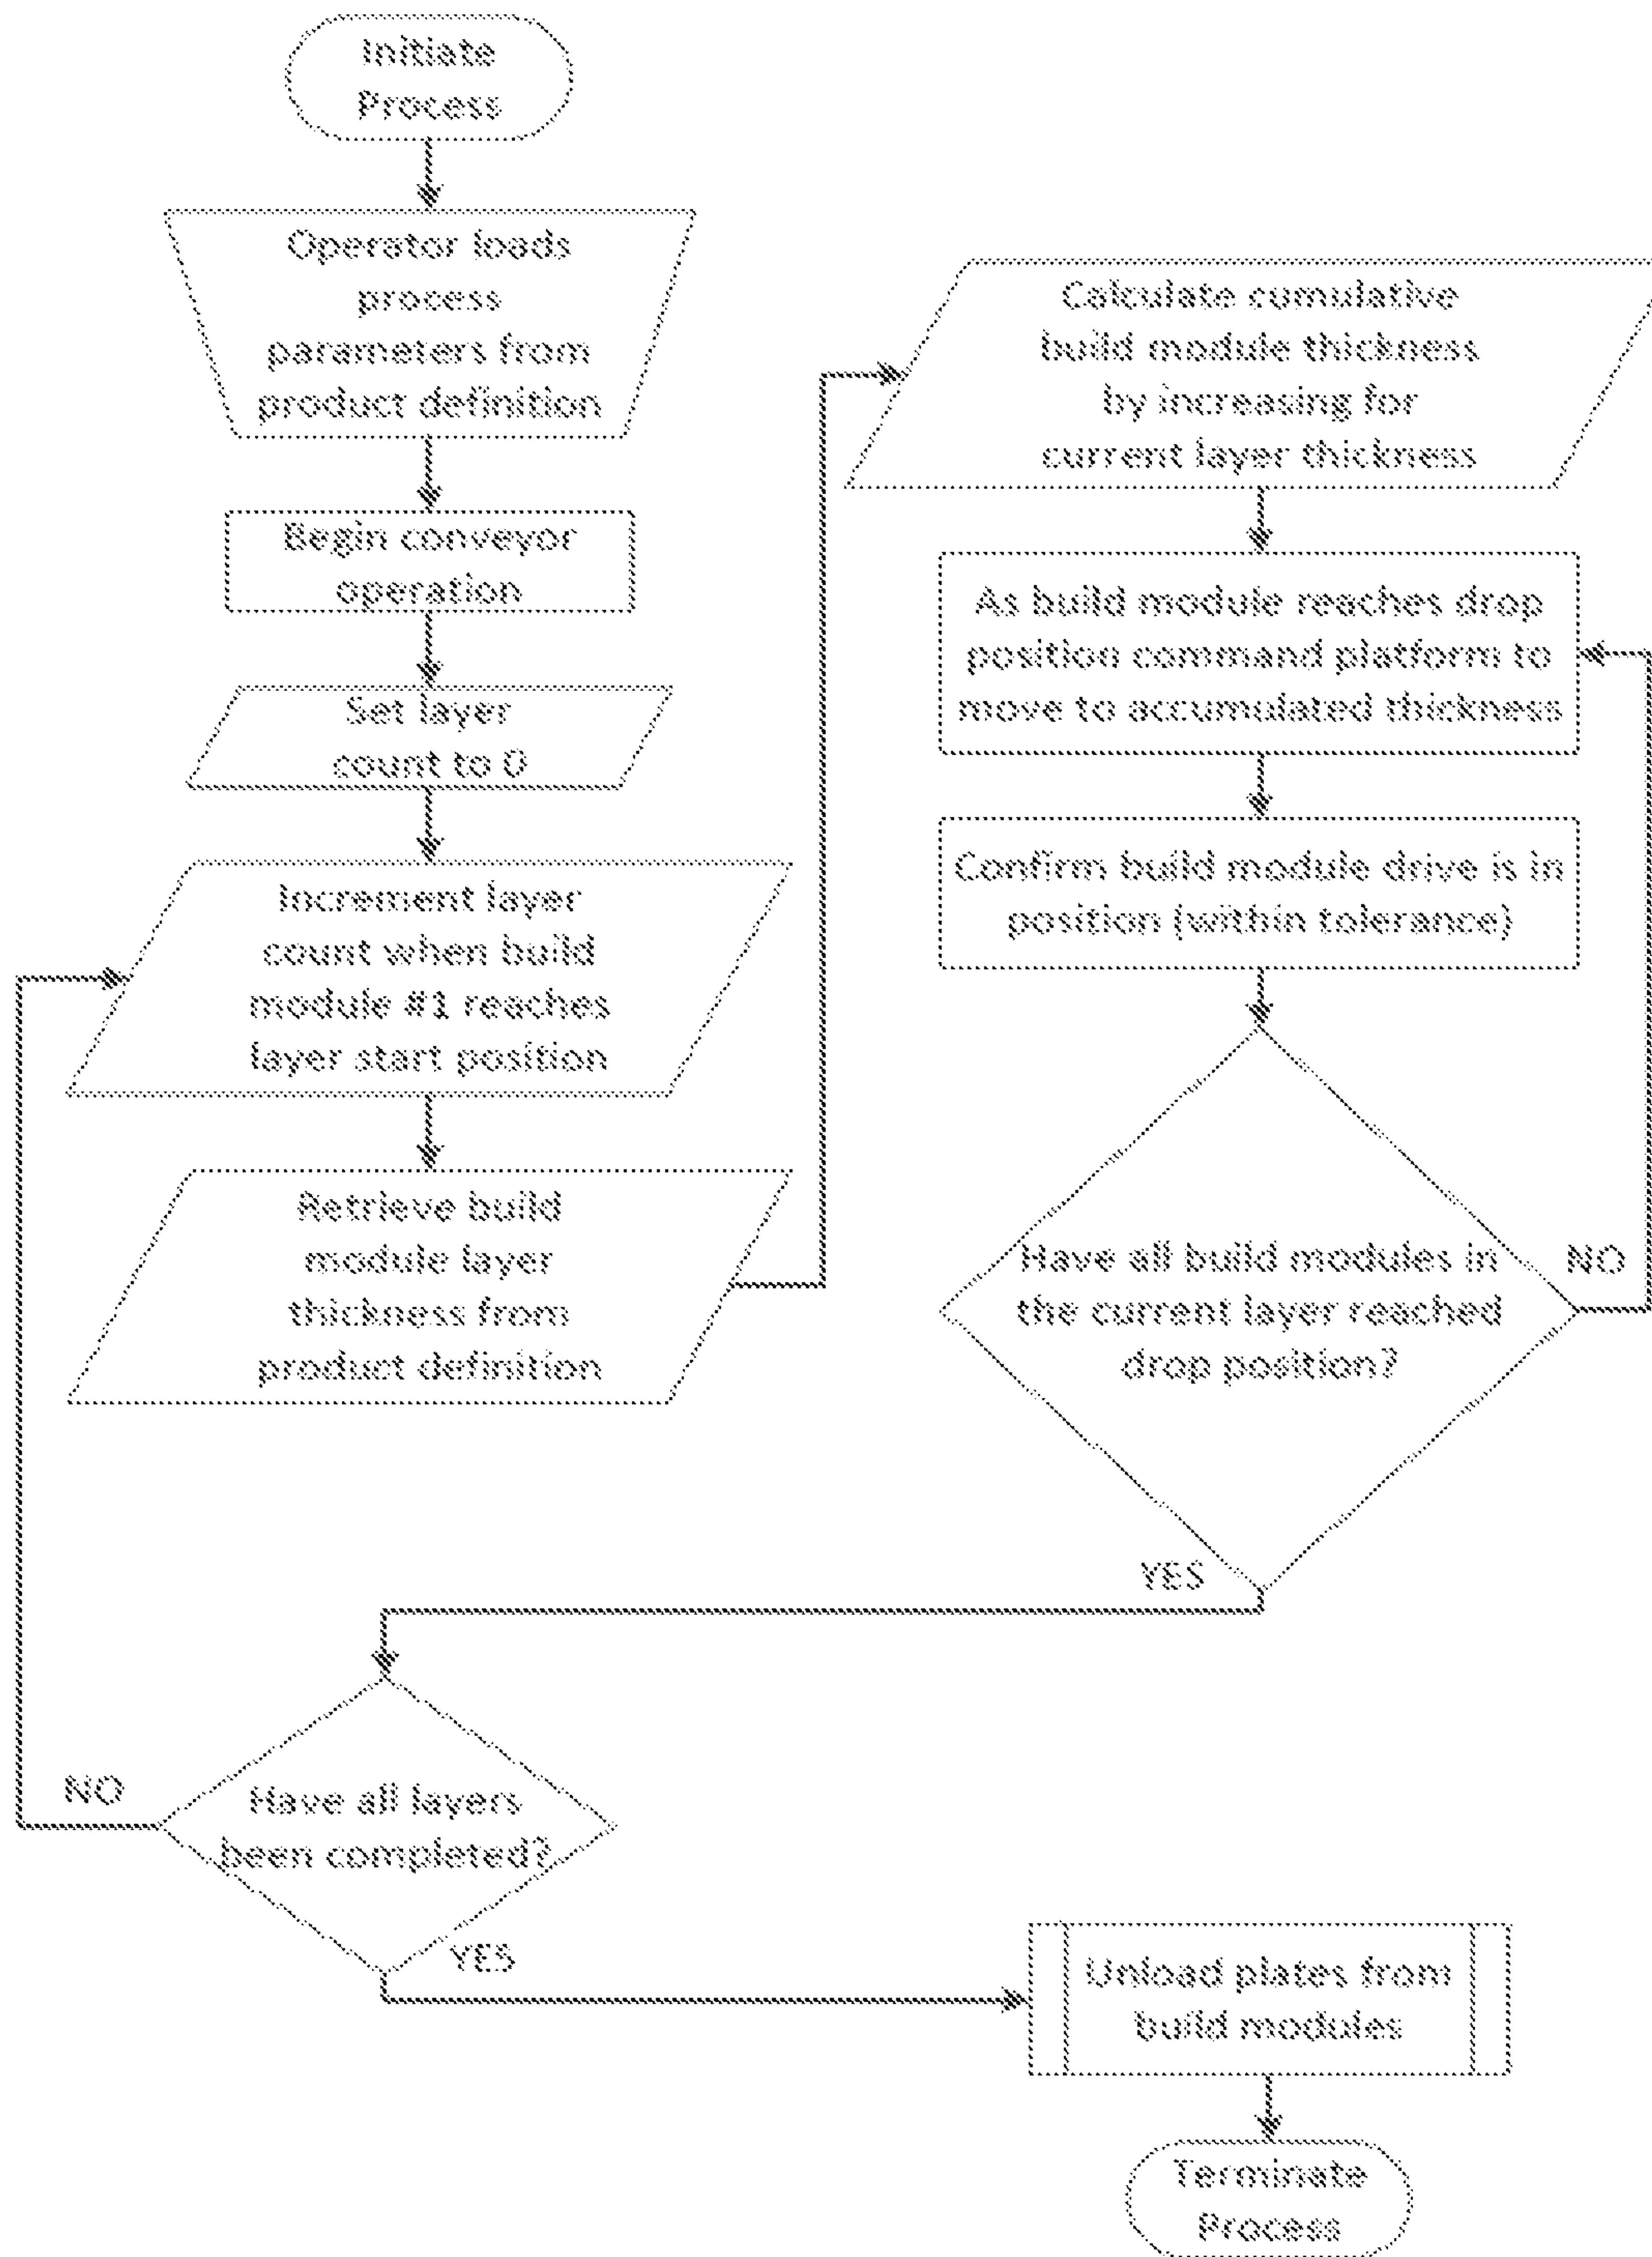 Initiate
Process
Operator loads
process
parameters from
product definition
Begin conveyor
operation
Set layer
count to 0
Increment layer
count when build
module #1 reaches
layer start position
Retrieve build
module layer
thickness from
product definition
Calculate cumulative
build module thickness
by increasing for
current layer thickness
As build module reaches drop
position command platform to
move to accumulated thickness
Confirm build module drive is in
position (within tolerance)
Have all build modules in
the current layer reached
drop position?
NO
YES
Have all layers
been completed?
NO
YES
Unload plates from
build modules
Terminate
Process